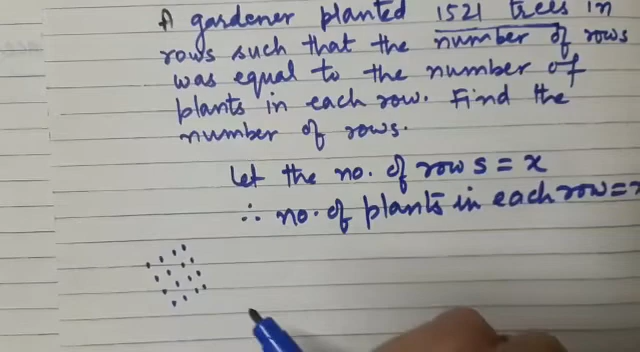 A gardener planted 1521 trees in
rows such that the number of rows
was equal to the number of
plants in each row. Find the
number of rows.
Let the no. of rows = x
∴ no. of plants in each row = x